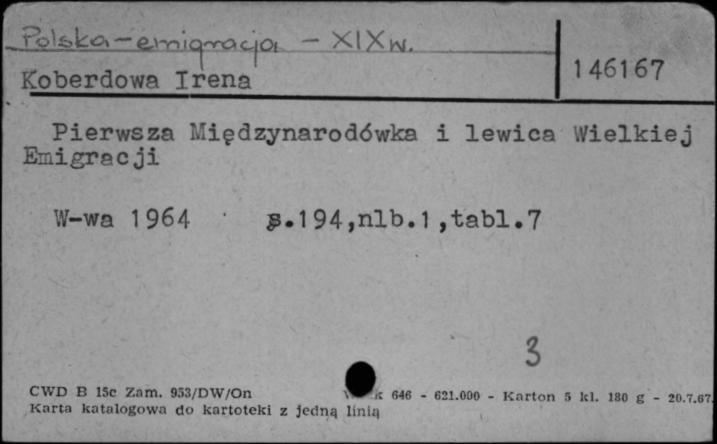 Polska-emigracja - XIX w.
146167
Koberdowa Irena
Pierwsza Międzynarodówka i lewica Wielkiej
Emigracji
W-wa 1964 s.194,nlb.1,tabl.7
3
CWD B 15c Zam. 953/DW/On 646 - 621.000 - Karton 5 kl. 180 g - 20.7.67.
Karta katalogowa do kartoteki z jedną linią